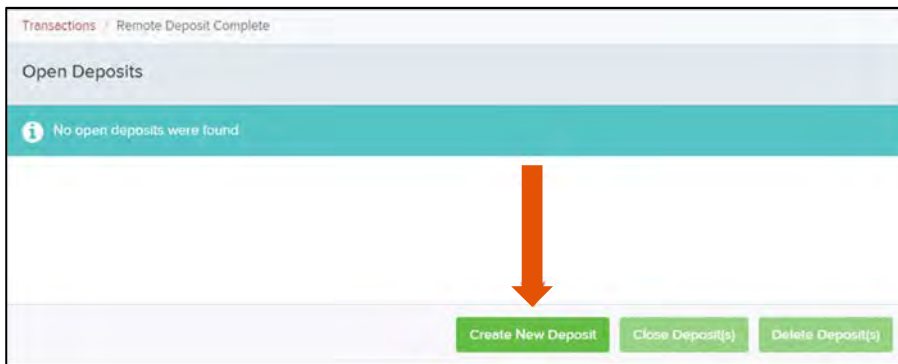 Transactions / Remote Deposit Complete
Open Deposits
No open deposits were found
Create New Deposit Close Deposit(s) Delete Deposit(s)